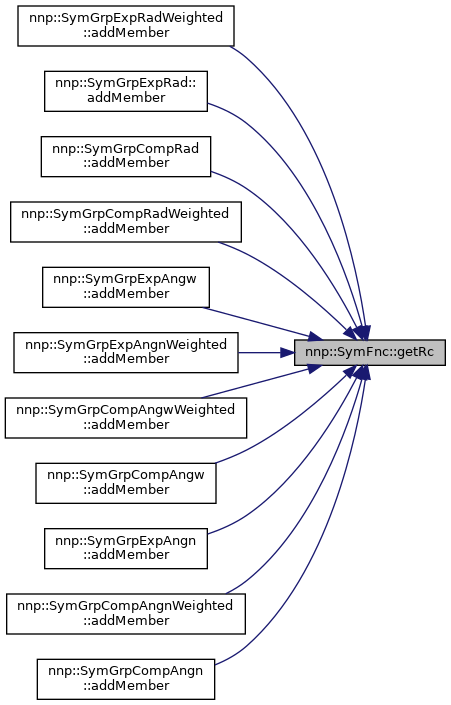 nnp::SymGrpExpRadWeighted
::addMember
nnp::SymGrpExpRad::
addMember
nnp::SymGrpCompRad
::addMember
nnp::SymGrpCompRadWeighted
::addMember
nnp::SymGrpExpAngw
::addMember
nnp::SymFnc::getRc
nnp::SymGrpExpAngnWeighted
::addMember
nnp::SymGrpCompAngwWeighted
::addMember
nnp::SymGrpCompAngw
::addMember
nnp::SymGrpExpAngn
::addMember
nnp::SymGrpCompAngnWeighted
::addMember
nnp::SymGrpCompAngn
::addMember